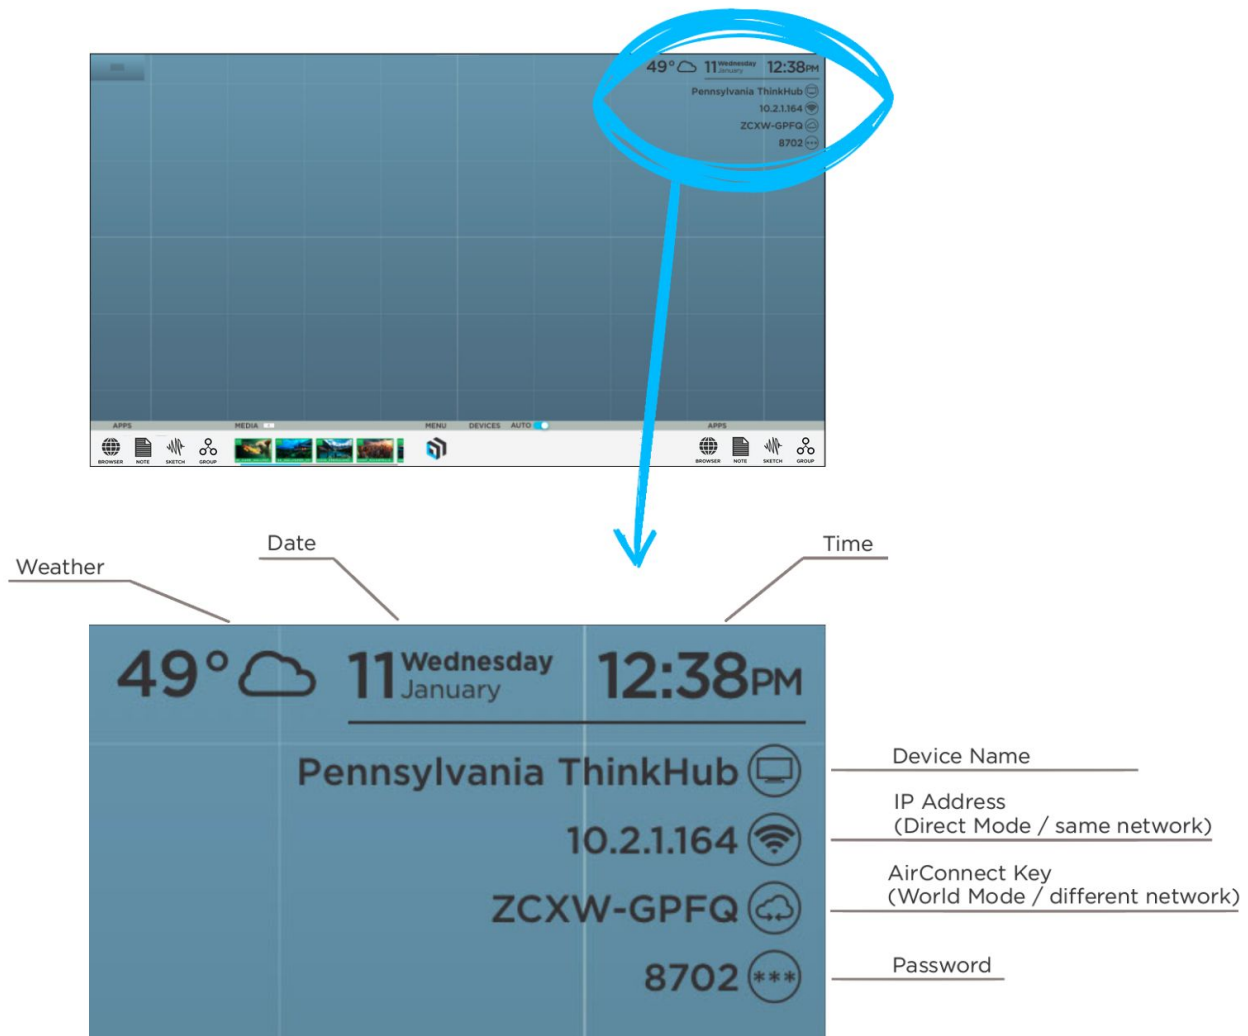 49° 11 Wednesday January 12:38PM
Pennsylvania ThinkHub
10.2.1.164
ZCXW-GPFQ
8702
APPS MEDIA MENU DEVICES AUTO APPS
BROWSER NOTE SKETCH GROUP BROWSER NOTE SKETCH GROUP
Date
Time
Weather
49° 11 Wednesday 12:38PM
January
Pennsylvania ThinkHub
Device Name
10.2.1.164
IP Address
(Direct Mode / same network)
ZCXW-GPFQ
AirConnect Key
(World Mode / different network)
8702 ***
Password